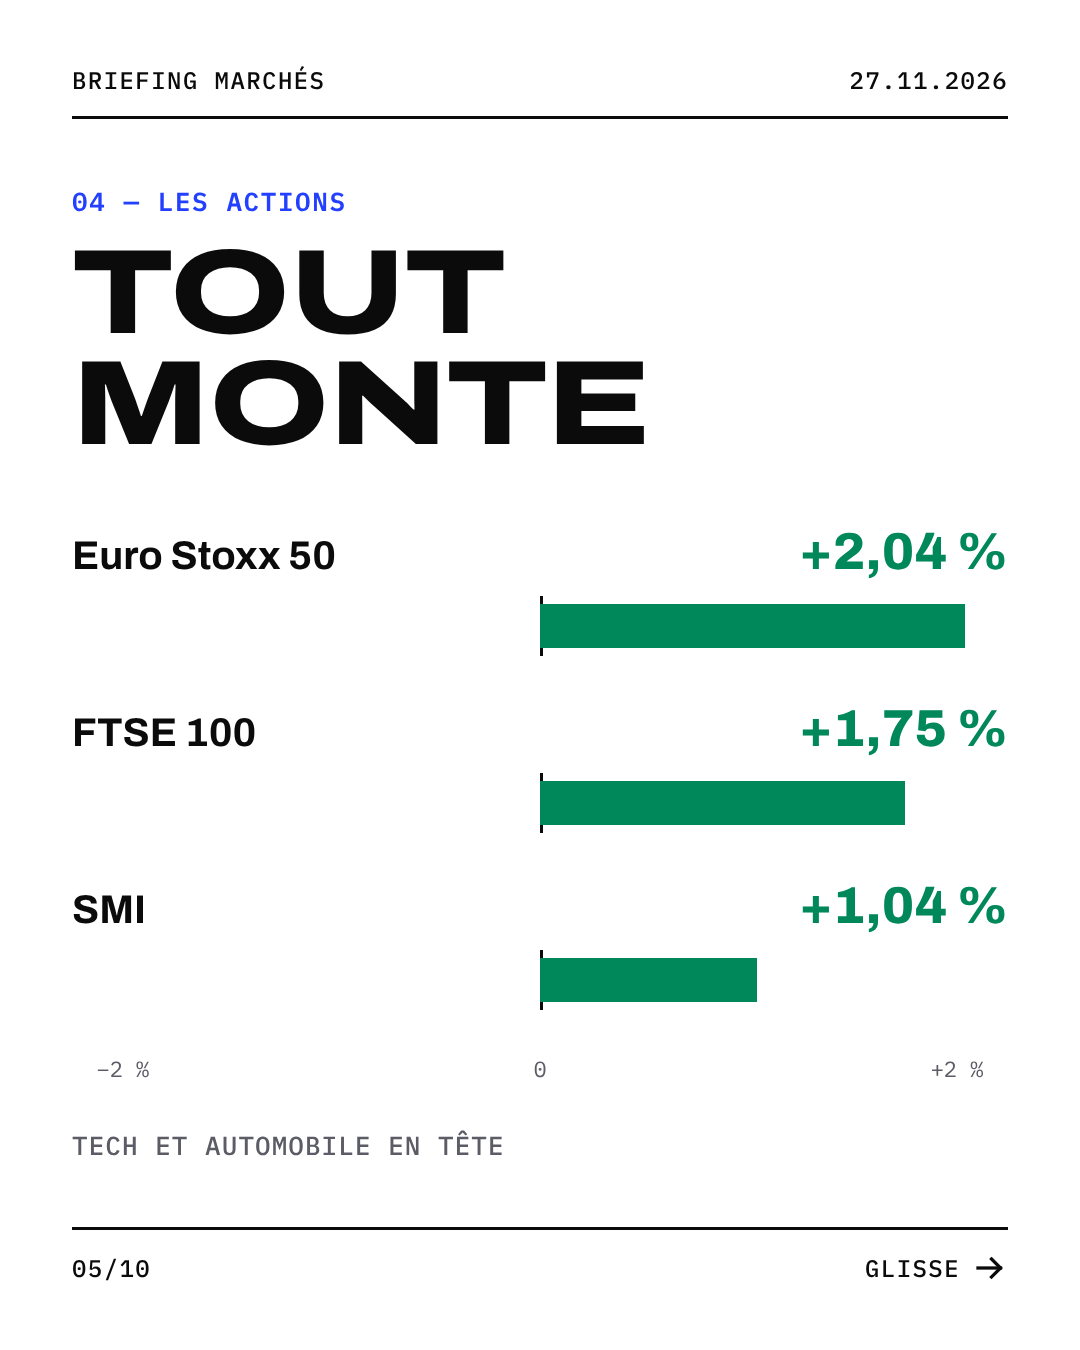 BRIEFING MARCHÉS 27.11.2026
04 — LES ACTIONS
TOUT
MONTE
Euro Stoxx 50 +2,04 %
FTSE 100 +1,75 %
SMI +1,04 %
−2 % 0 +2 %
TECH ET AUTOMOBILE EN TÊTE
05/10 GLISSE →